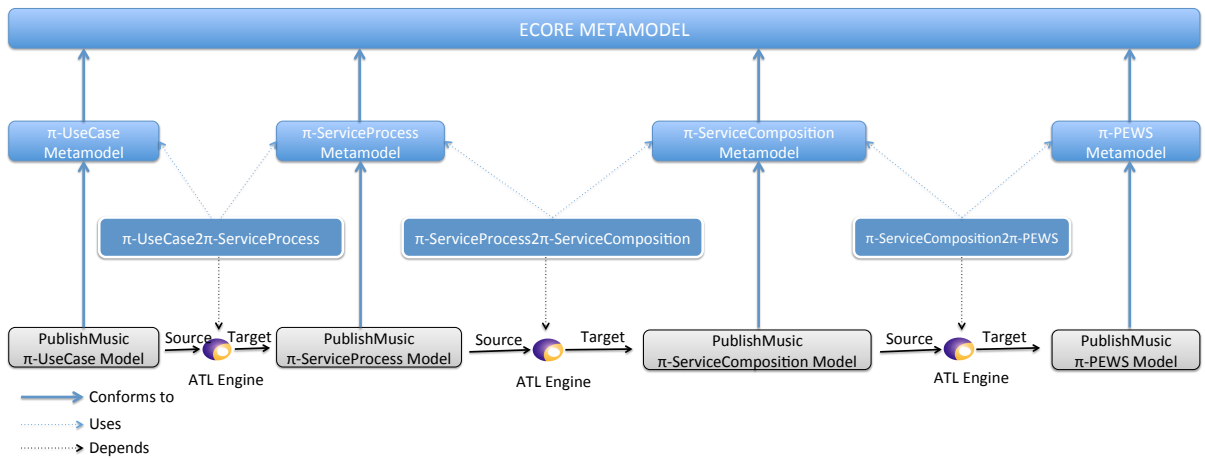 ECORE METAMODEL
π-UseCase
Metamodel
π-ServiceProcess
Metamodel
π-ServiceComposition
Metamodel
π-PEWS
Metamodel
π-UseCase2π-ServiceProcess
π-ServiceProcess2π-ServiceComposition
π-ServiceComposition2π-PEWS
PublishMusic
π-UseCase Model
Source
Target
ATL Engine
PublishMusic
π-ServiceProcess Model
Source
Target
ATL Engine
PublishMusic
π-ServiceComposition Model
Source
Target
ATL Engine
PublishMusic
π-PEWS Model
Conforms to
Uses
Depends